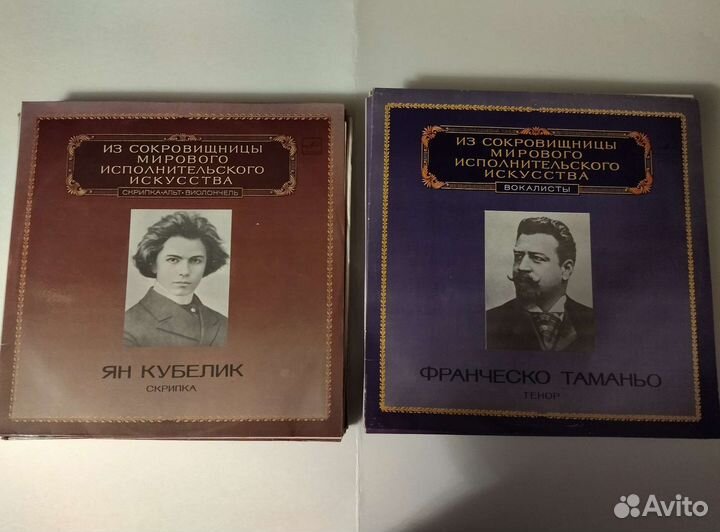 ИЗ СОКРОВИЩНИЦЫ
МИРОВОГО
ИСПОЛНИТЕЛЬСКОГО
ИСКУССТВА
СКРИПКА•АЛЬТ•ВИОЛОНЧЕЛЬ
ЯН КУБЕЛИК
СКРИПКА
ИЗ СОКРОВИЩНИЦЫ
МИРОВОГО
ИСПОЛНИТЕЛЬСКОГО
ИСКУССТВА
ВОКАЛИСТЫ
ФРАНЧЕСКО ТАМАНЬО
ТЕНОР
Avito